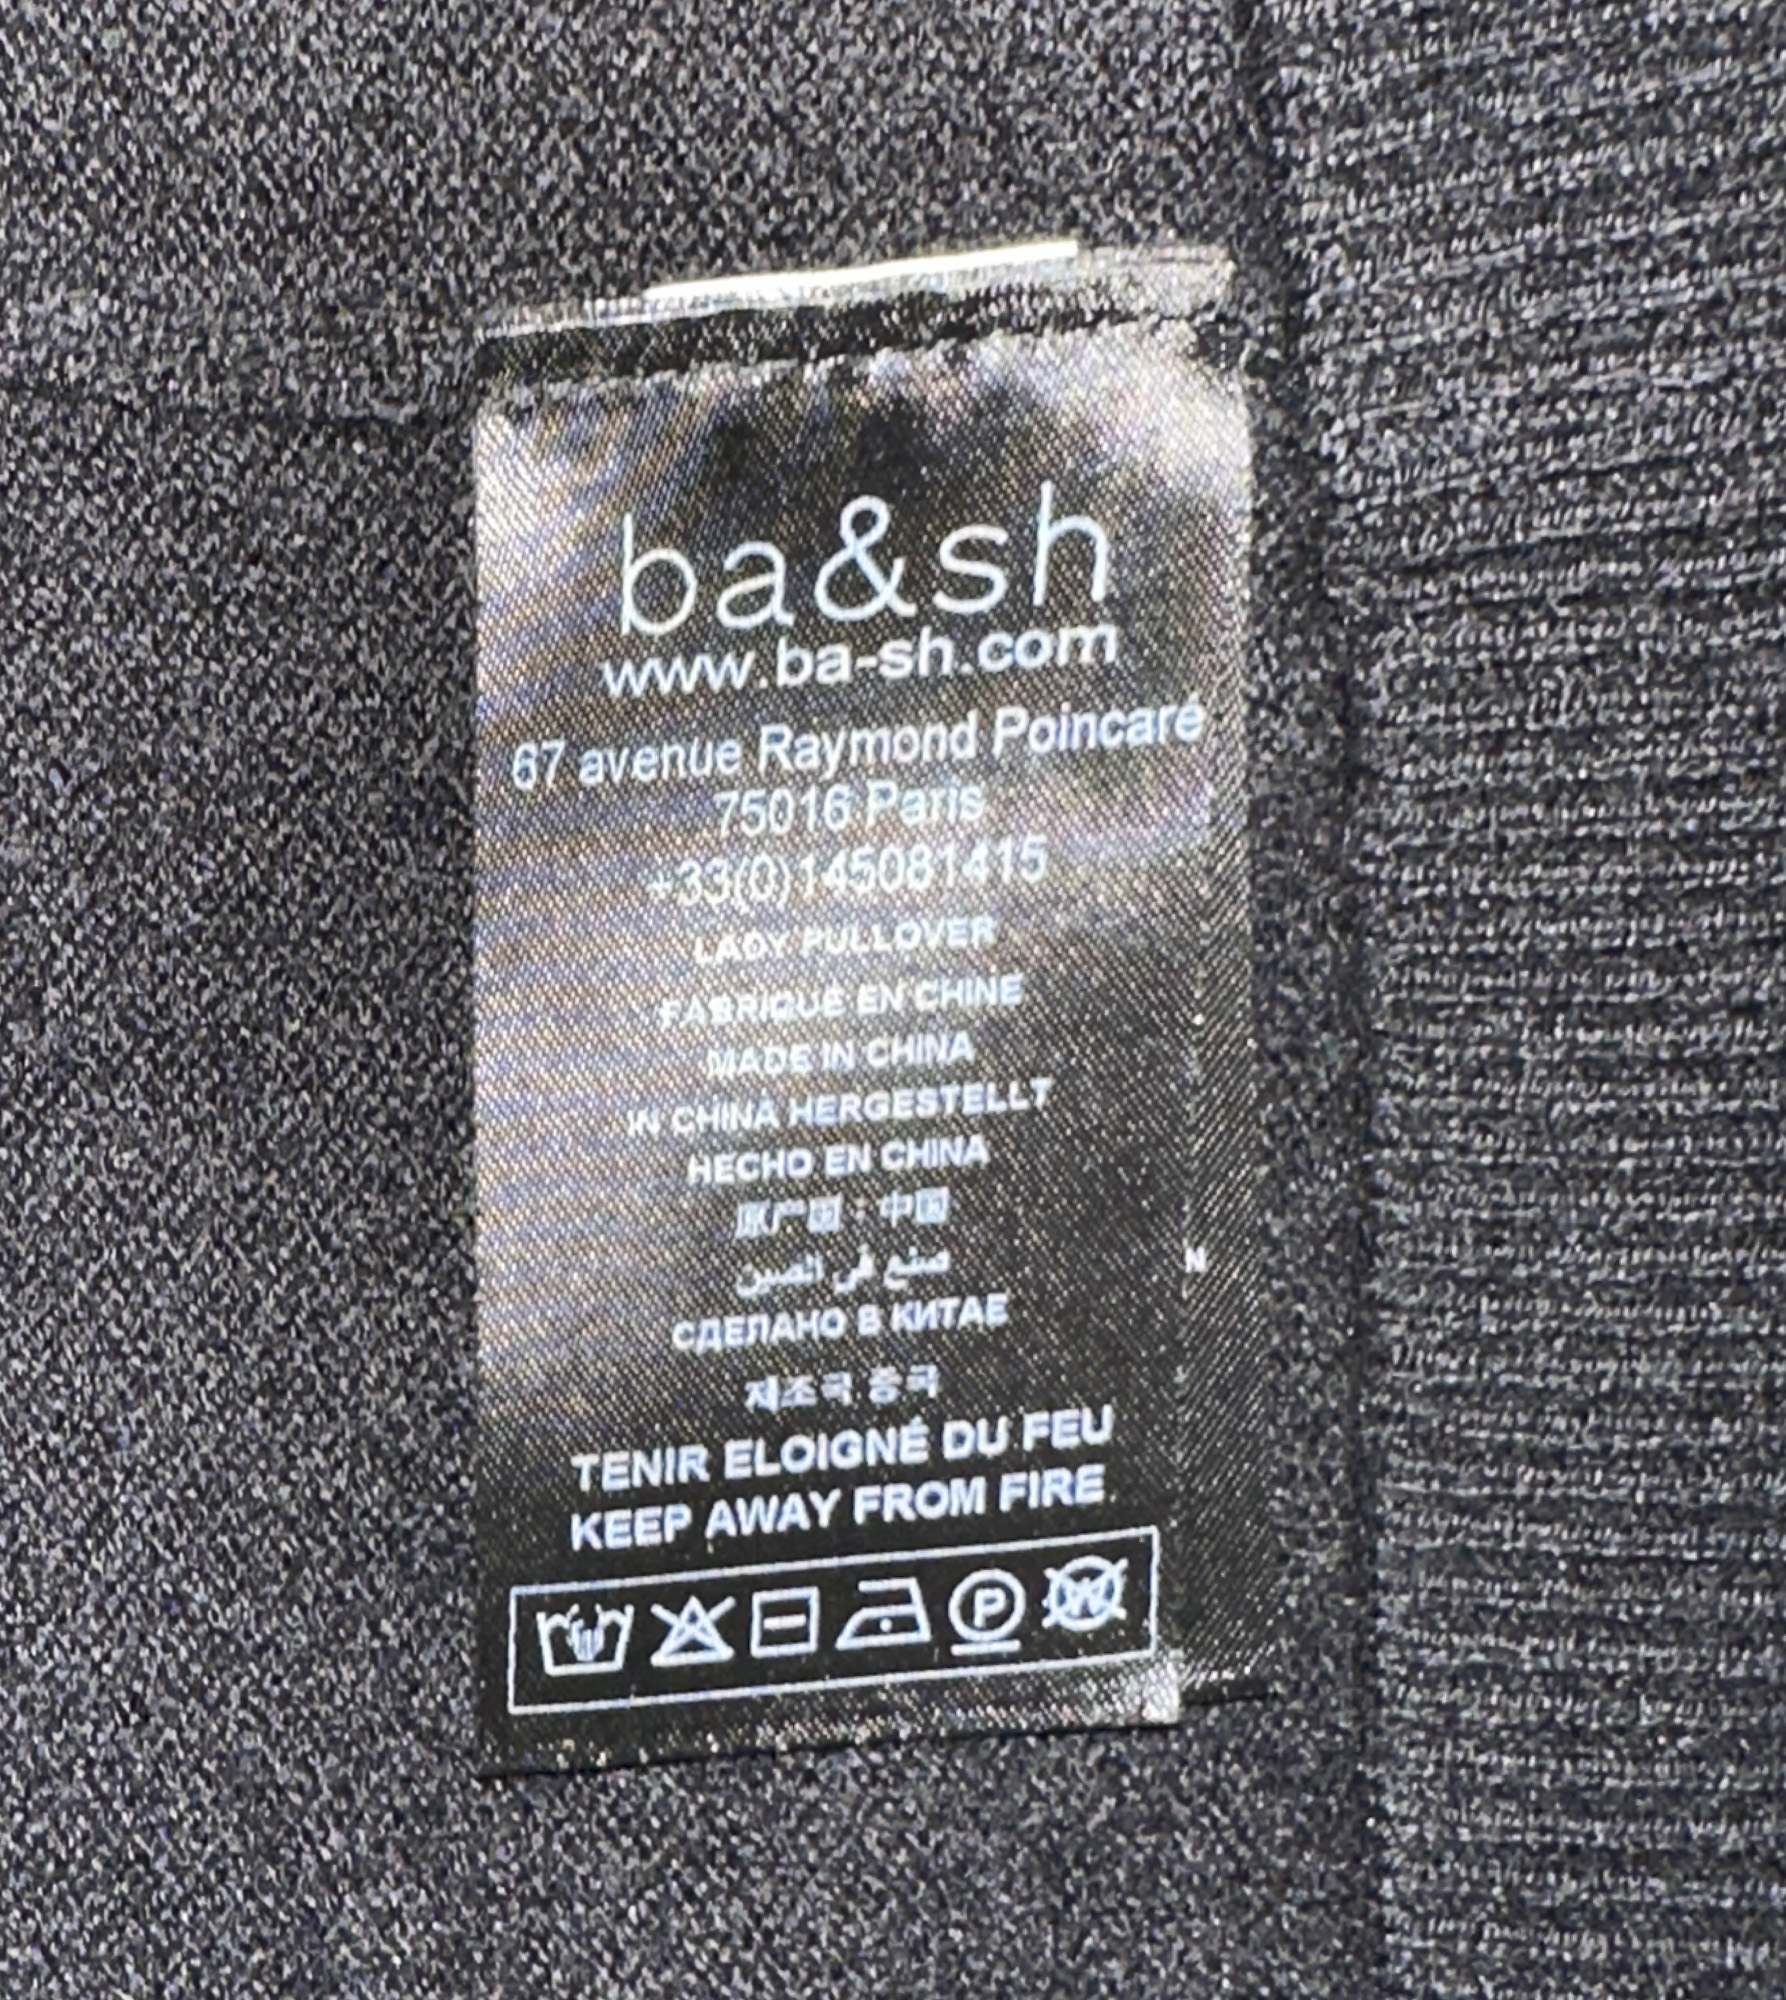 ba&sh
www.ba-sh.com
67 avenue Raymond Poincaré
75016 Paris
+33(0)145081415
LADY PULLOVER
FABRIQUE EN CHINE
MADE IN CHINA
IN CHINA HERGESTELLT
HECHO EN CHINA
原产国：中国
صنع في الصين
СДЕЛАНО В КИТАЕ
제조국 중국
TENIR ELOIGNÉ DU FEU
KEEP AWAY FROM FIRE
P W
N